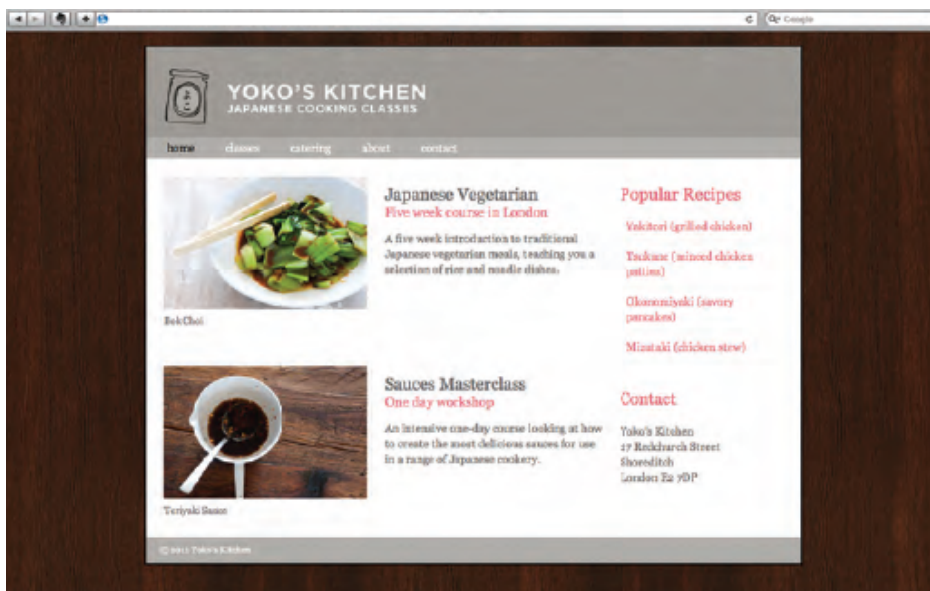 Google
よ
こ
YOKO'S KITCHEN
JAPANESE COOKING CLASSES
home classes catering about contact
Japanese Vegetarian
Five week course in London
A five week introduction to traditional
Japanese vegetarian meals, teaching you a
selection of rice and noodle dishes.
Bok Choi
Sauces Masterclass
One day workshop
An intensive one-day course looking at how
to create the most delicious sauces for use
in a range of Japanese cookery.
Teriyaki Sauce
Popular Recipes
Yakitori (grilled chicken)
Tsukune (minced chicken
patties)
Okonomiyaki (savory
pancakes)
Mizutaki (chicken stew)
Contact
Yoko's Kitchen
27 Redchurch Street
Shoreditch
London E2 7DP
© 2011 Yoko's Kitchen